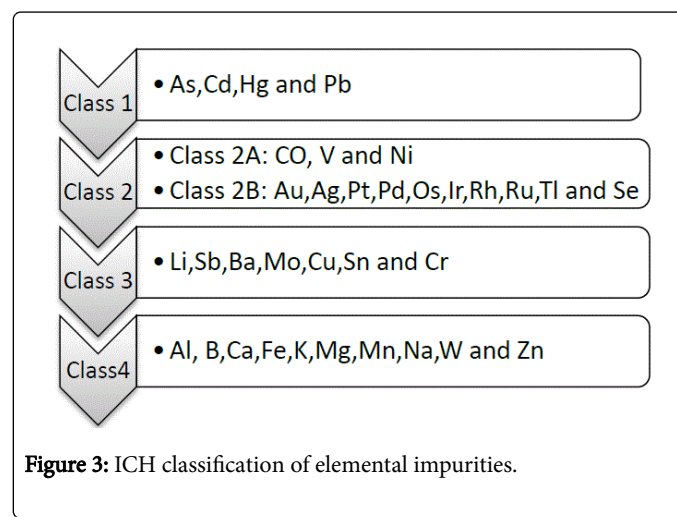 Class 1
• As,Cd,Hg and Pb
Class 2
• Class 2A: CO, V and Ni
• Class 2B: Au,Ag,Pt,Pd,Os,Ir,Rh,Ru,Tl and Se
Class 3
• Li,Sb,Ba,Mo,Cu,Sn and Cr
Class4
• Al, B,Ca,Fe,K,Mg,Mn,Na,W and Zn
Figure 3: ICH classification of elemental impurities.